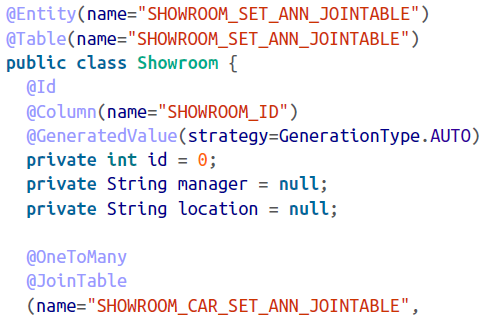 @Entity(name="SHOWROOM_SET_ANN_JOINTABLE")
@Table(name="SHOWROOM_SET_ANN_JOINTABLE")
public class Showroom {
  @Id
  @Column(name="SHOWROOM_ID")
  @GeneratedValue(strategy=GenerationType.AUTO)
  private int id = 0;
  private String manager = null;
  private String location = null;

  @OneToMany
  @JoinTable
  (name="SHOWROOM_CAR_SET_ANN_JOINTABLE",